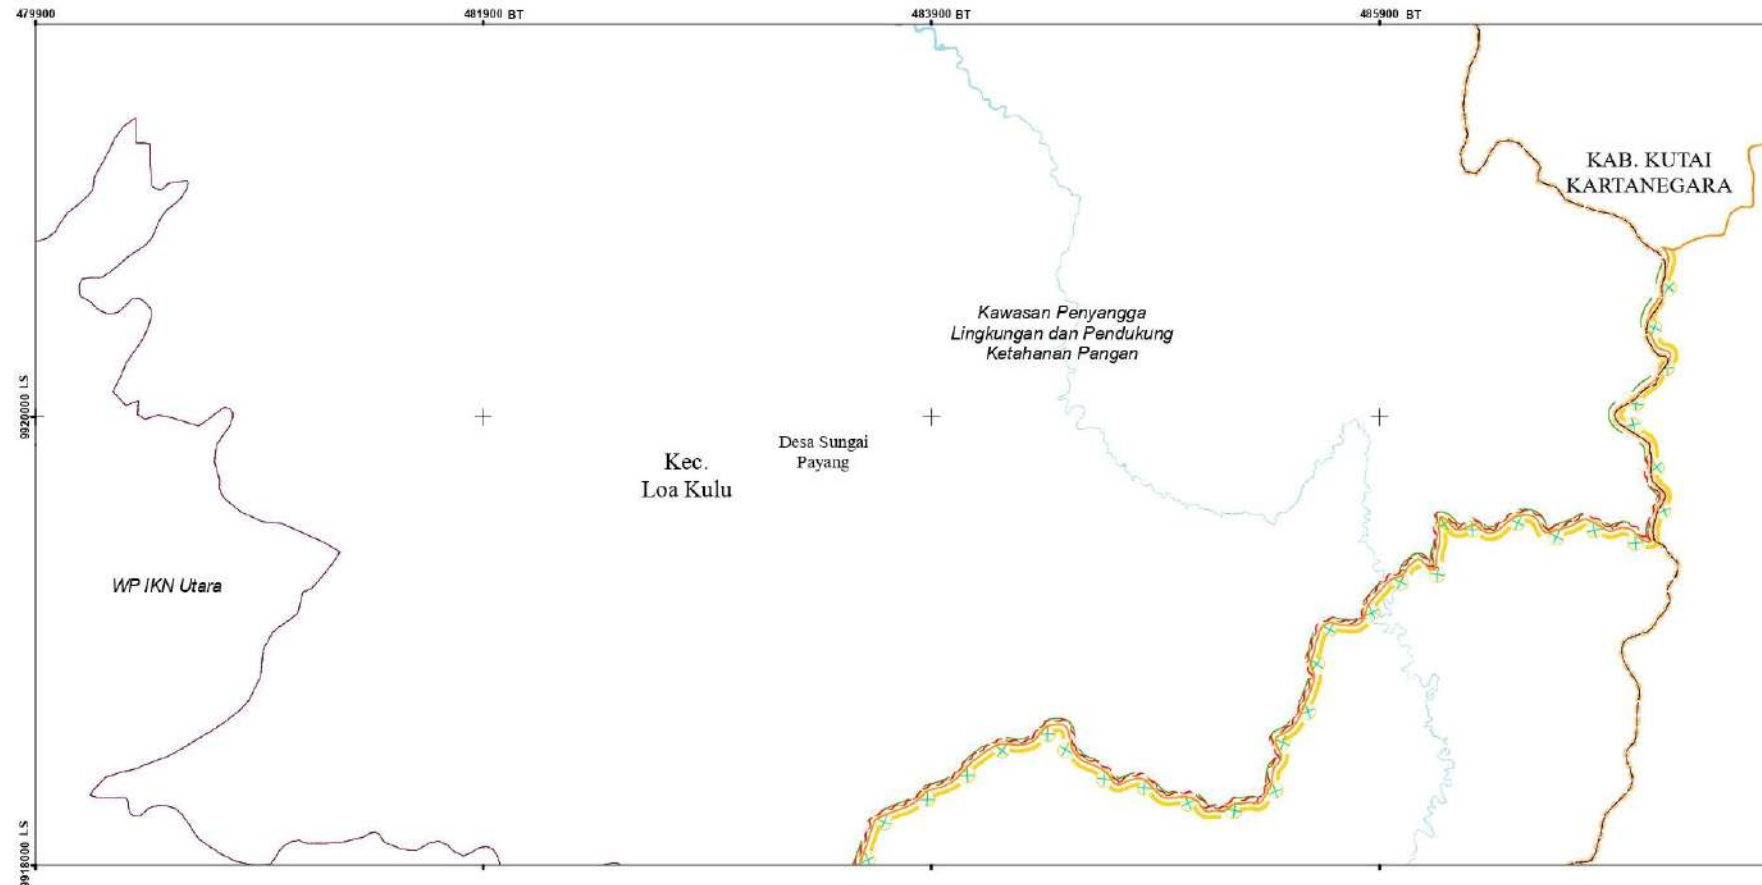 479900
481900 BT
483900 BT
485900 BT
KAB. KUTAI
KARTANEGARA
Kawasan Penyangga
Lingkungan dan Pendukung
Ketahanan Pangan
9920000 LS
Desa Sungai
Payang
Kec.
Loa Kulu
WP IKN Utara
9918000 LS